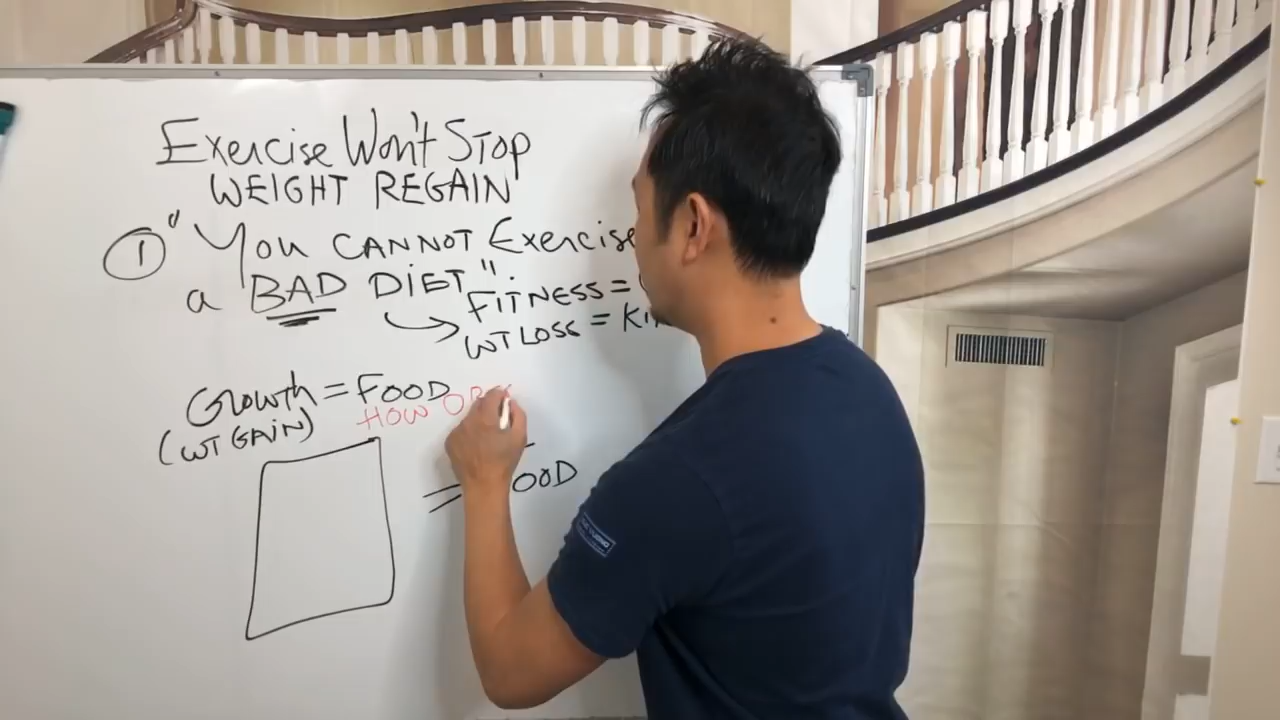 Exercise Won't Stop
WEIGHT REGAIN
① "You CANNOT Exercise
a BAD DIET".
FITNESS =
WT LOSS =
Growth = FOOD
HOW
(WT GAIN)
=